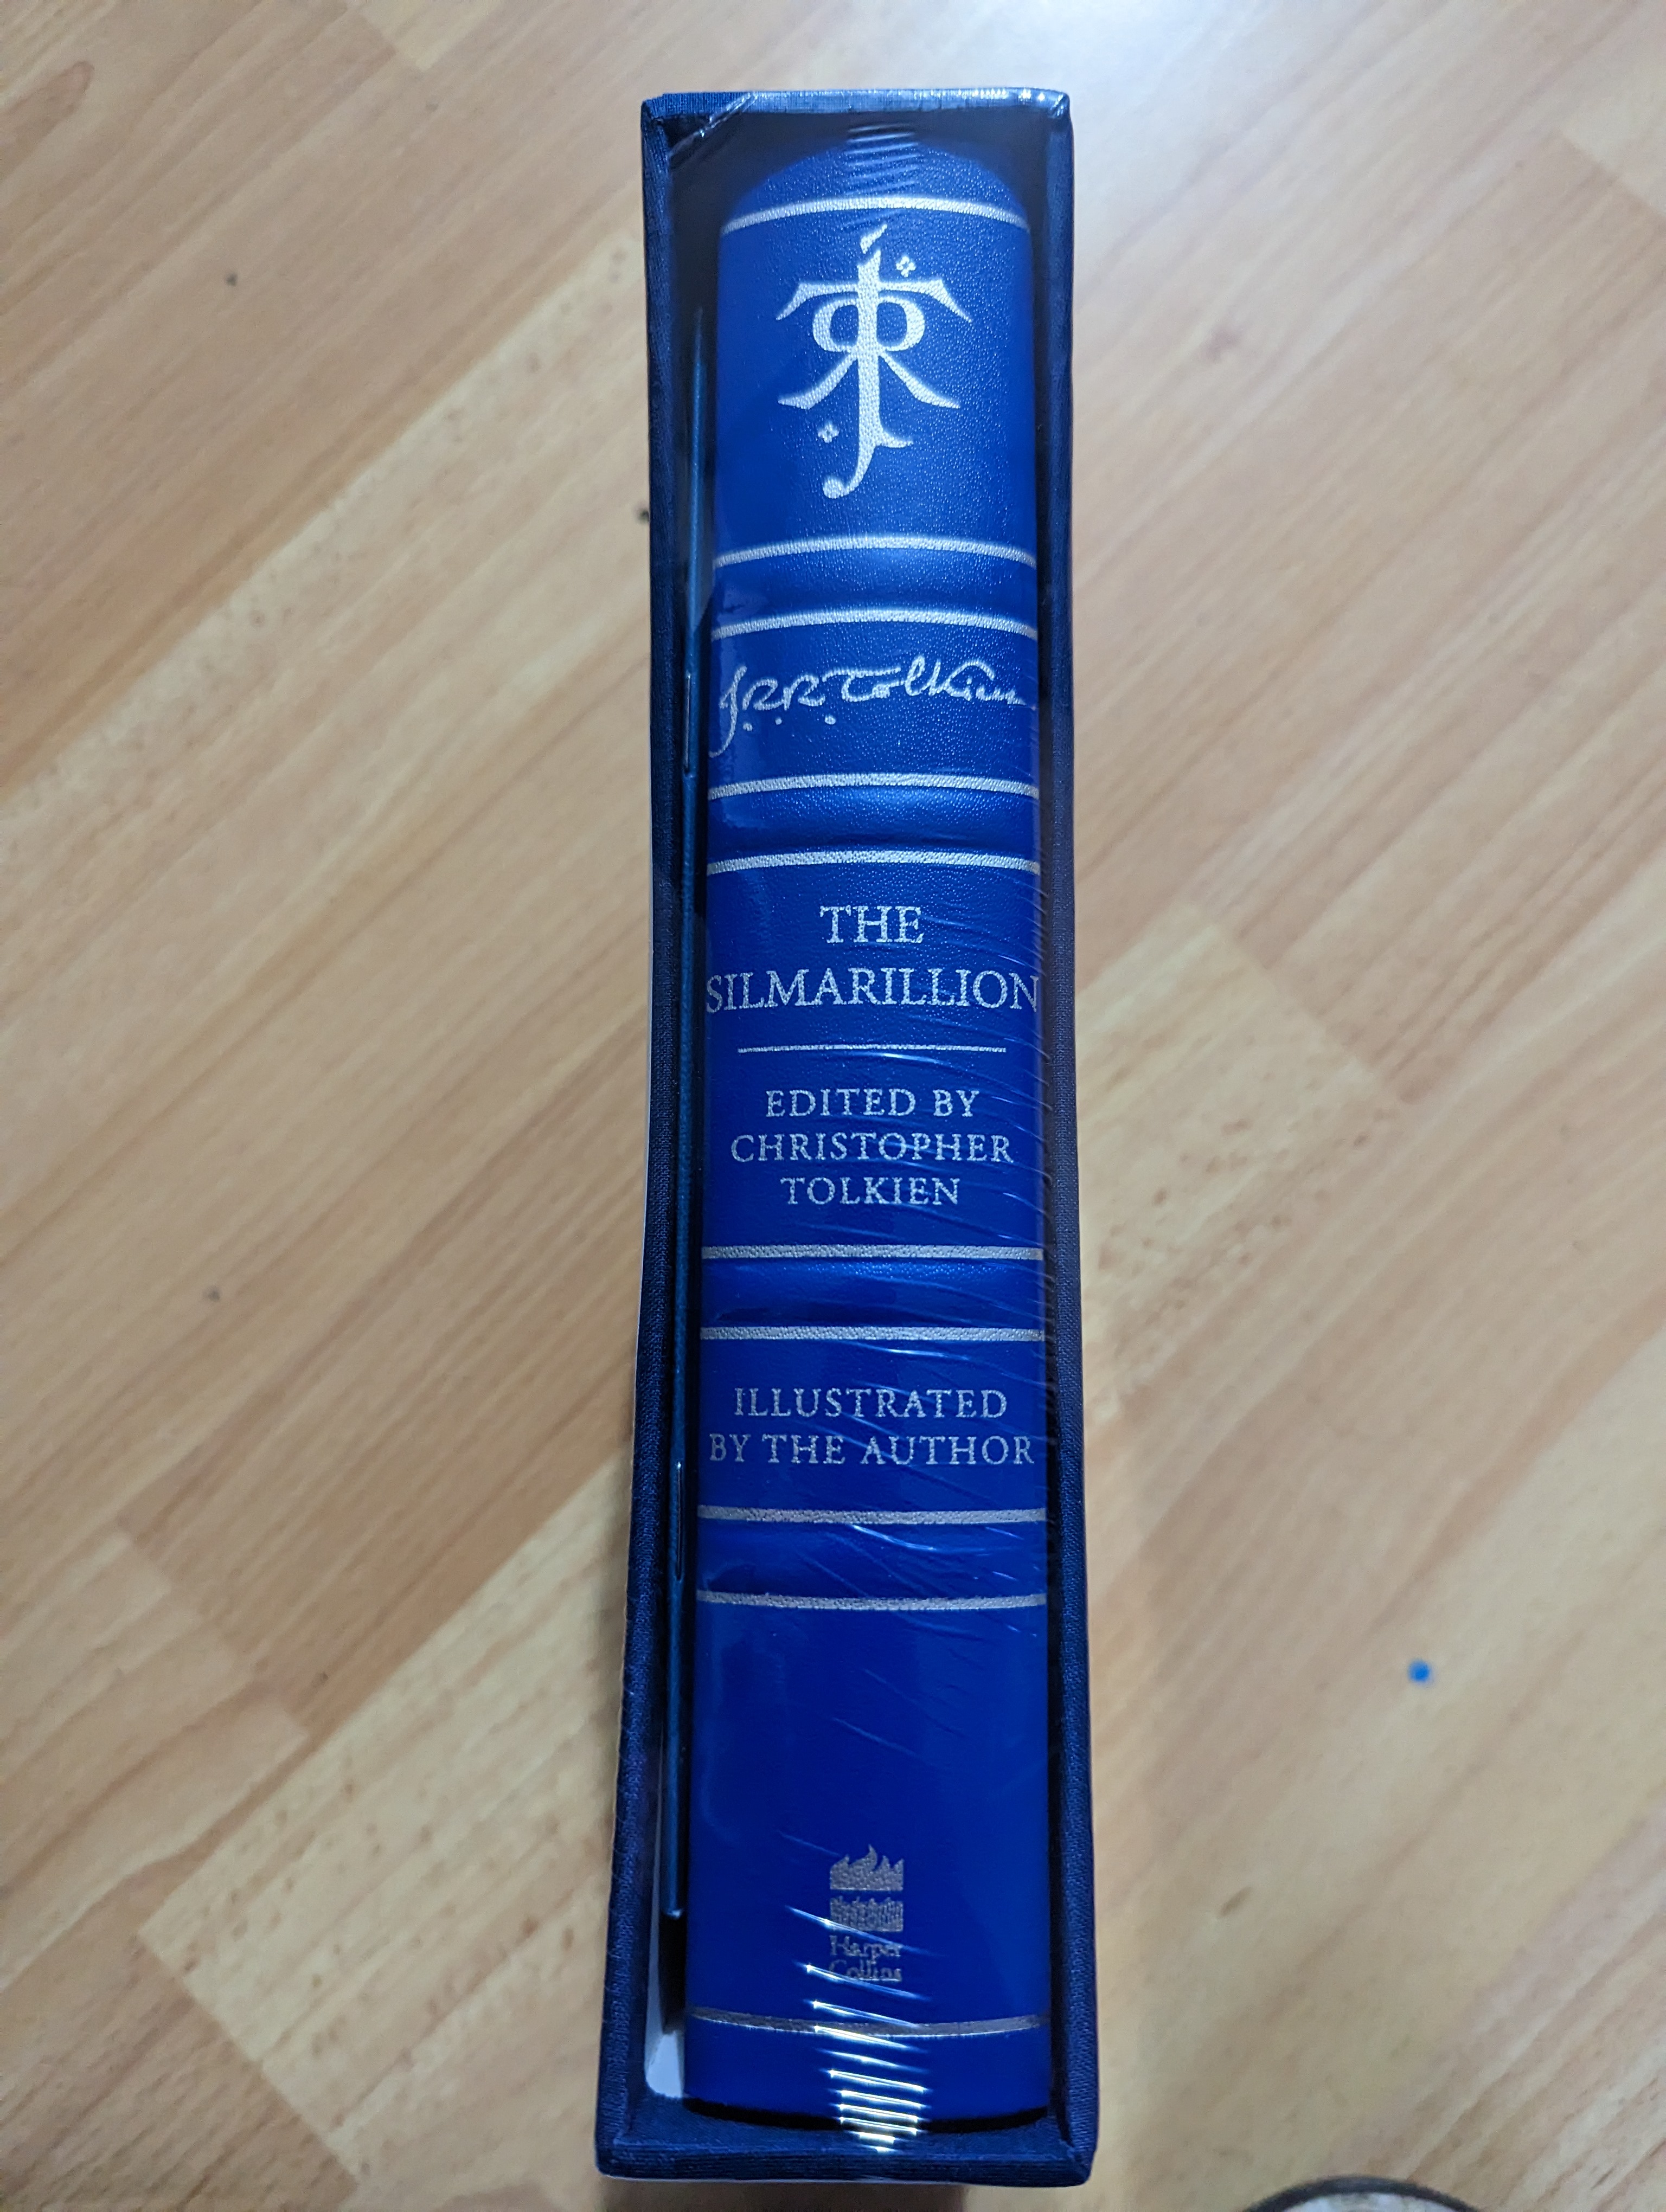 J.R.R. Tolkien
THE
SILMARILLION
EDITED BY
CHRISTOPHER
TOLKIEN
ILLUSTRATED
BY THE AUTHOR
Harper
Collins